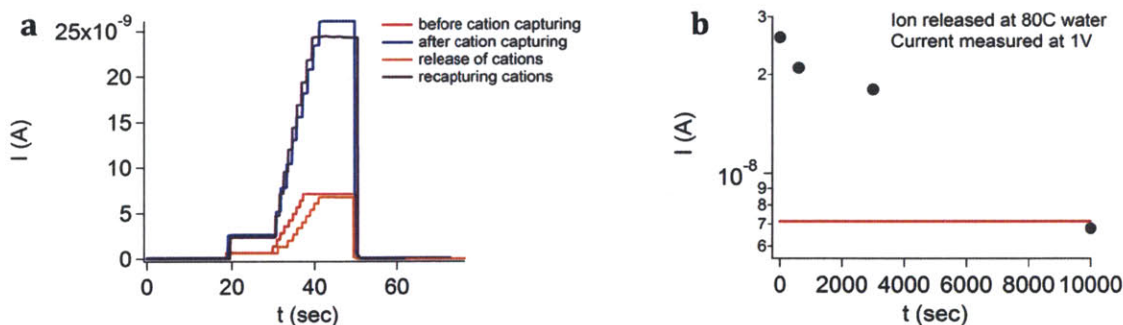 a
25x10-9
20
15
10
5
0
I (A)
0
20
40
60
t (sec)
before cation capturing
after cation capturing
release of cations
recapturing cations
b
3
2
10-8
9
8
7
6
I (A)
0
2000
4000
6000
8000
10000
t (sec)
Ion released at 80C water
Current measured at 1V